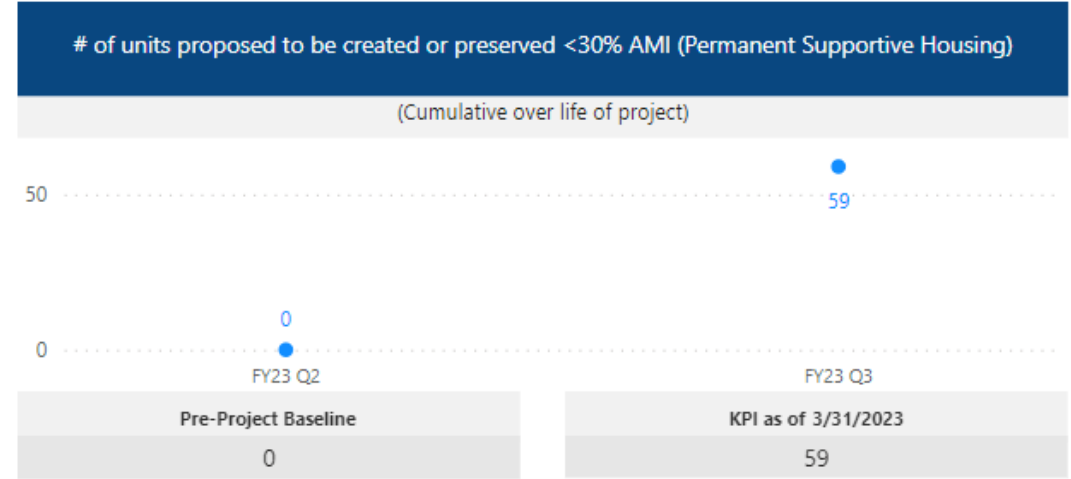 # of units proposed to be created or preserved <30% AMI (Permanent Supportive Housing)
(Cumulative over life of project)
50
59
0
0
FY23 Q2
FY23 Q3
Pre-Project Baseline
KPI as of 3/31/2023
0
59